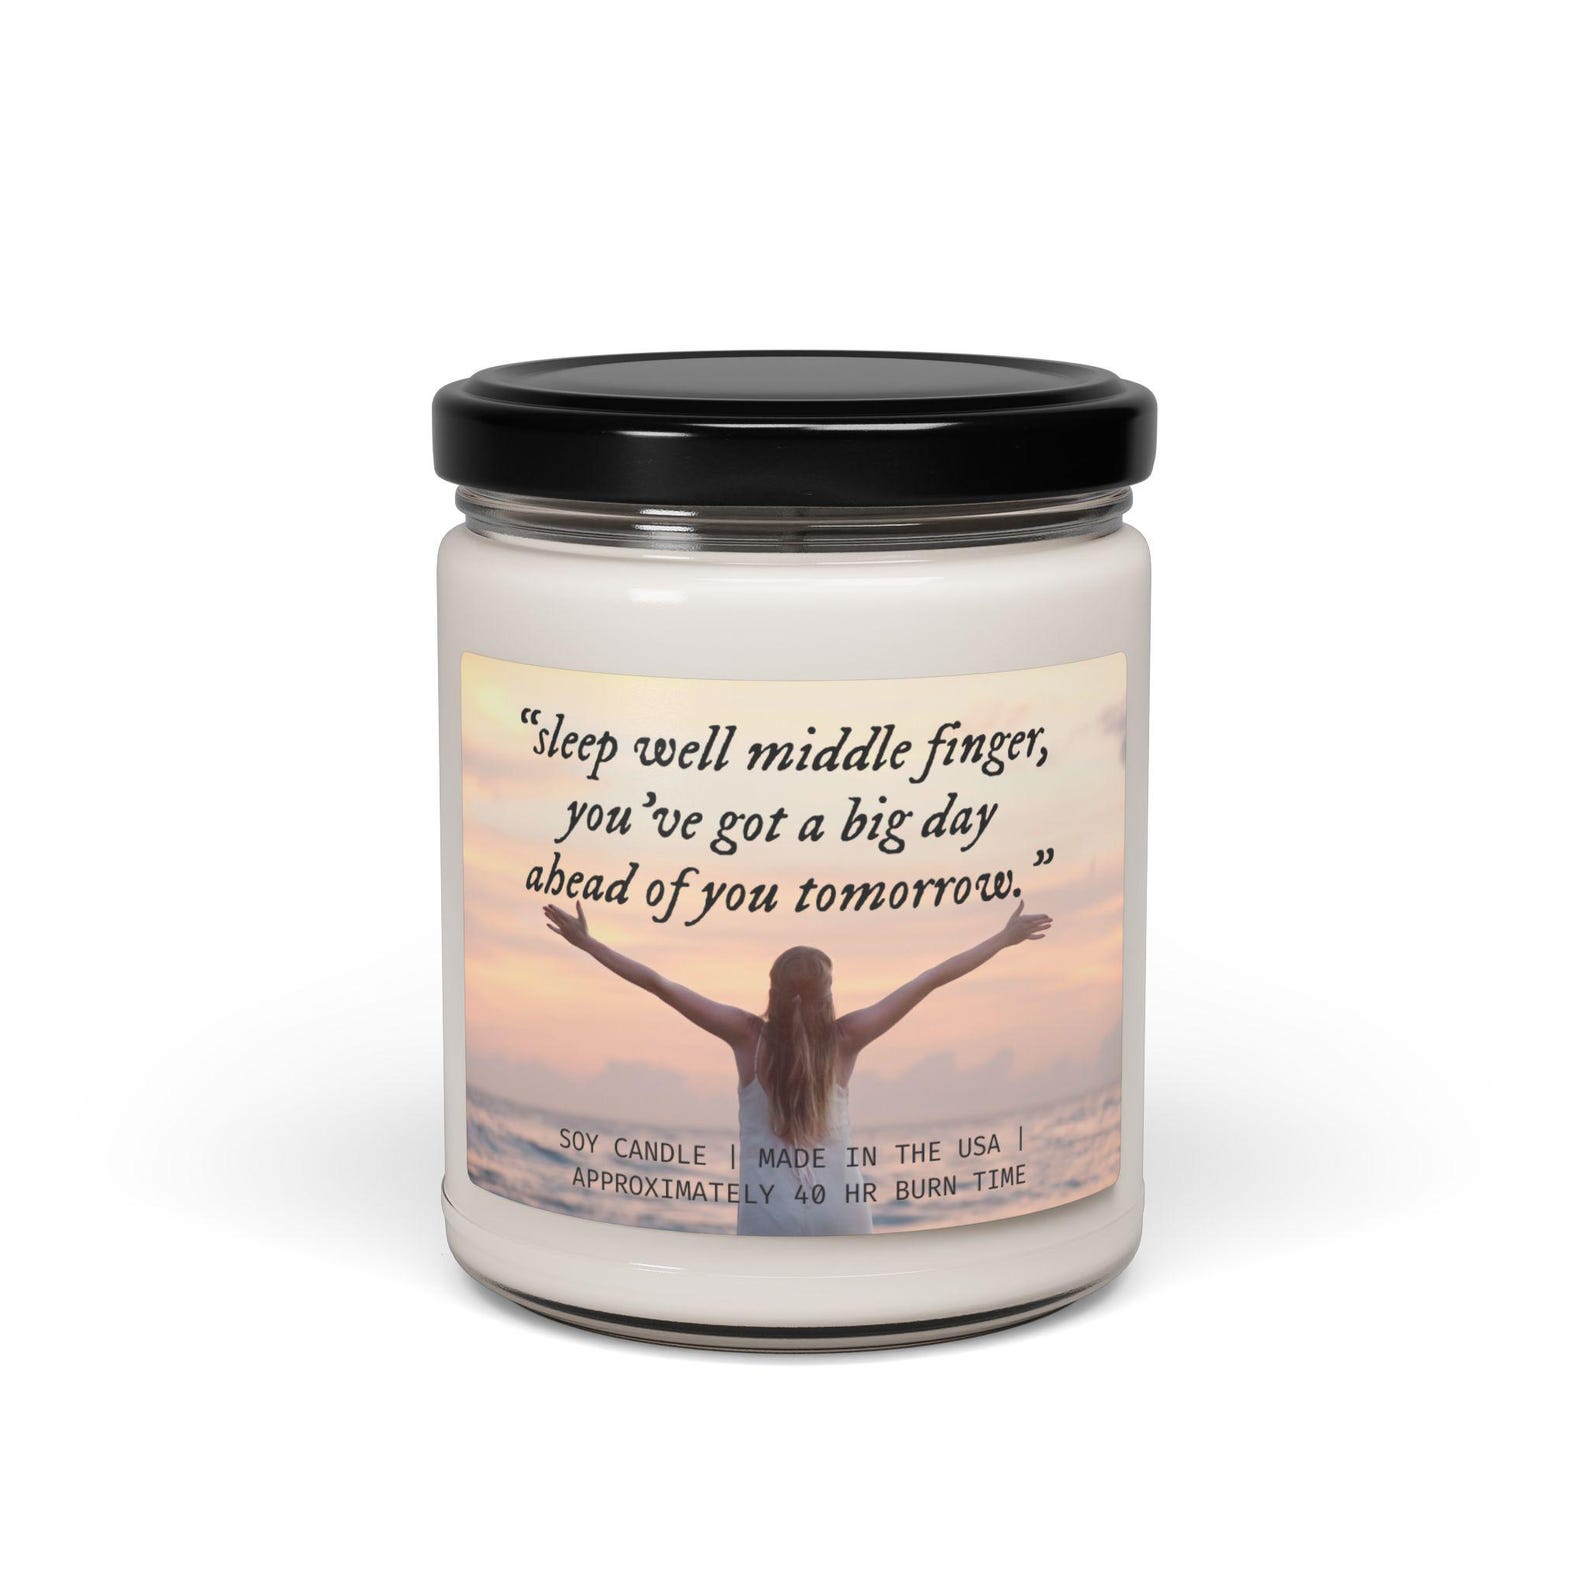 “sleep well middle finger,
you’ve got a big day
ahead of you tomorrow.”
SOY CANDLE | MADE IN THE USA |
APPROXIMATELY 40 HR BURN TIME